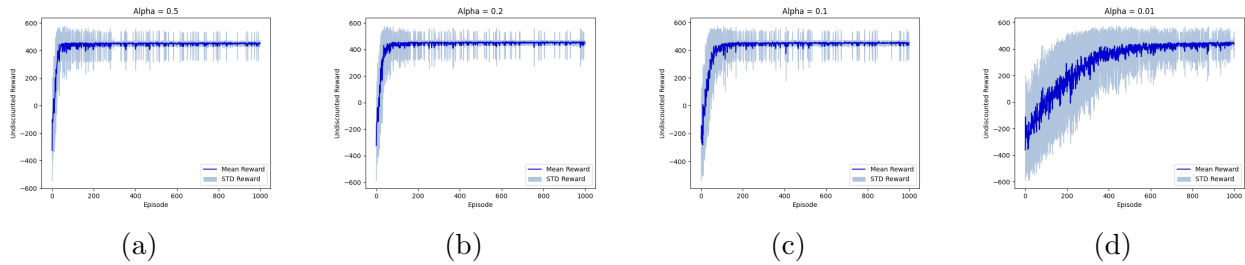 Alpha = 0.5
600
400
200
0
−200
−400
−600
Undiscounted Reward
0 200 400 600 800 1000
Episode
Mean Reward
STD Reward
(a)
Alpha = 0.2
600
400
200
0
−200
−400
−600
Undiscounted Reward
0 200 400 600 800 1000
Episode
Mean Reward
STD Reward
(b)
Alpha = 0.1
600
400
200
0
−200
−400
Undiscounted Reward
0 200 400 600 800 1000
Episode
Mean Reward
STD Reward
(c)
Alpha = 0.01
600
400
200
0
−200
−400
−600
Undiscounted Reward
0 200 400 600 800 1000
Episode
Mean Reward
STD Reward
(d)